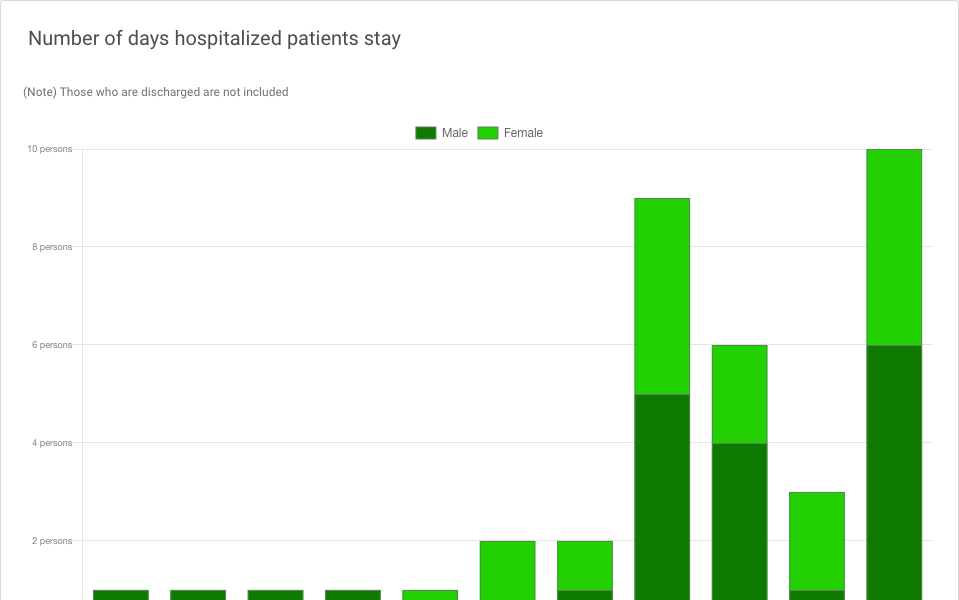 Number of days hospitalized patients stay
(Note) Those who are discharged are not included
Male Female
10 persons
8 persons
6 persons
4 persons
2 persons